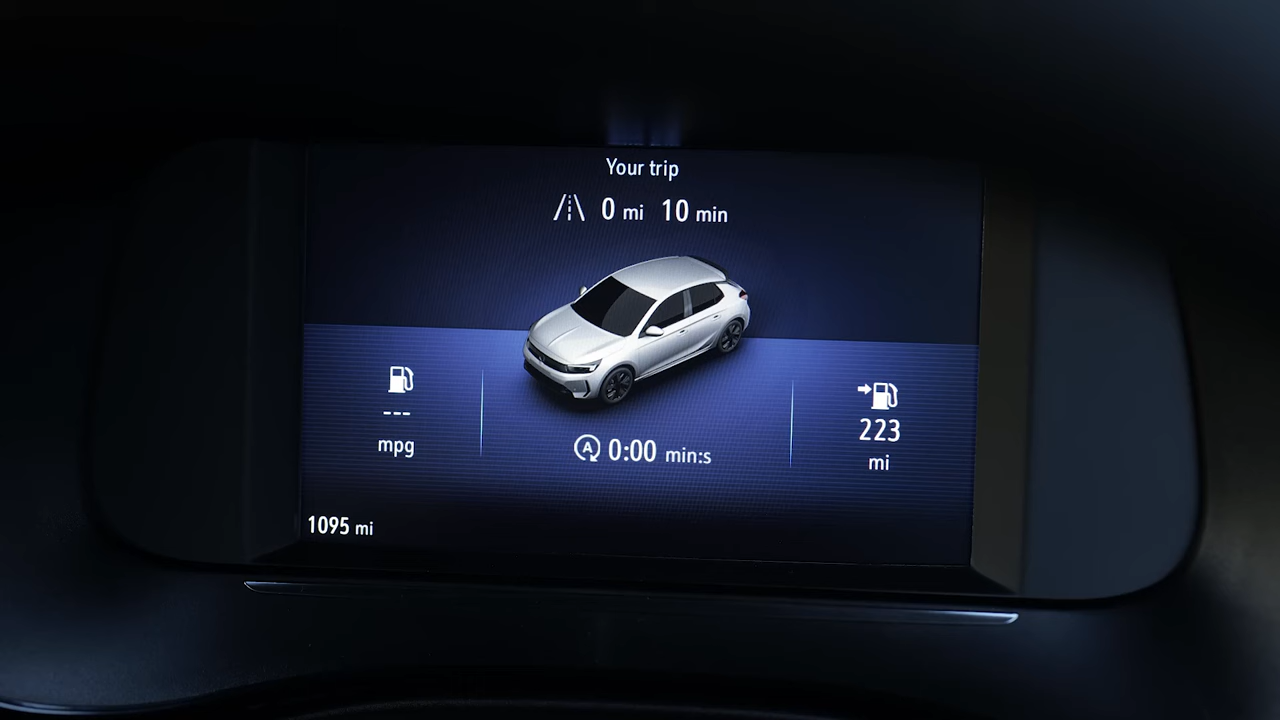 Your trip
0 mi 10 min
---
mpg
A 0:00 min:s
223
mi
1095 mi